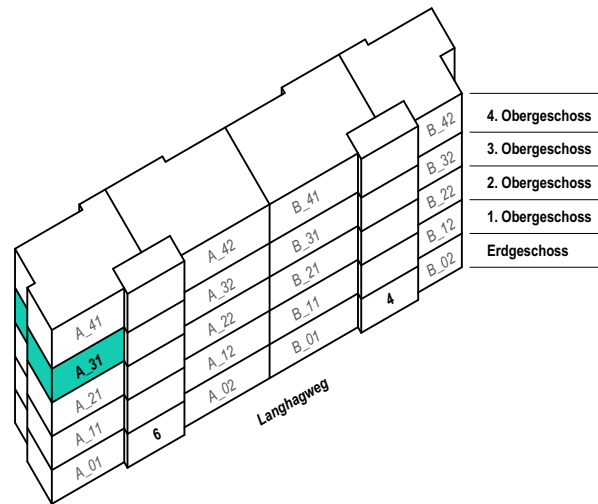 4. Obergeschoss
3. Obergeschoss
2. Obergeschoss
1. Obergeschoss
Erdgeschoss
B_42
B_32
B_22
B_12
B_02
4
B_41
B_31
B_21
B_11
B_01
A_42
A_32
A_22
A_12
A_02
6
A_41
A_31
A_21
A_11
A_01
Langhagweg